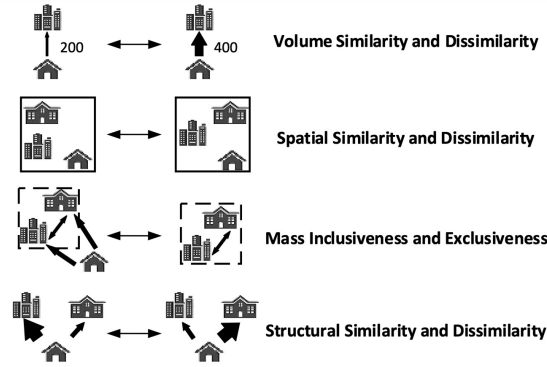 200
400
Volume Similarity and Dissimilarity
Spatial Similarity and Dissimilarity
Mass Inclusiveness and Exclusiveness
Structural Similarity and Dissimilarity